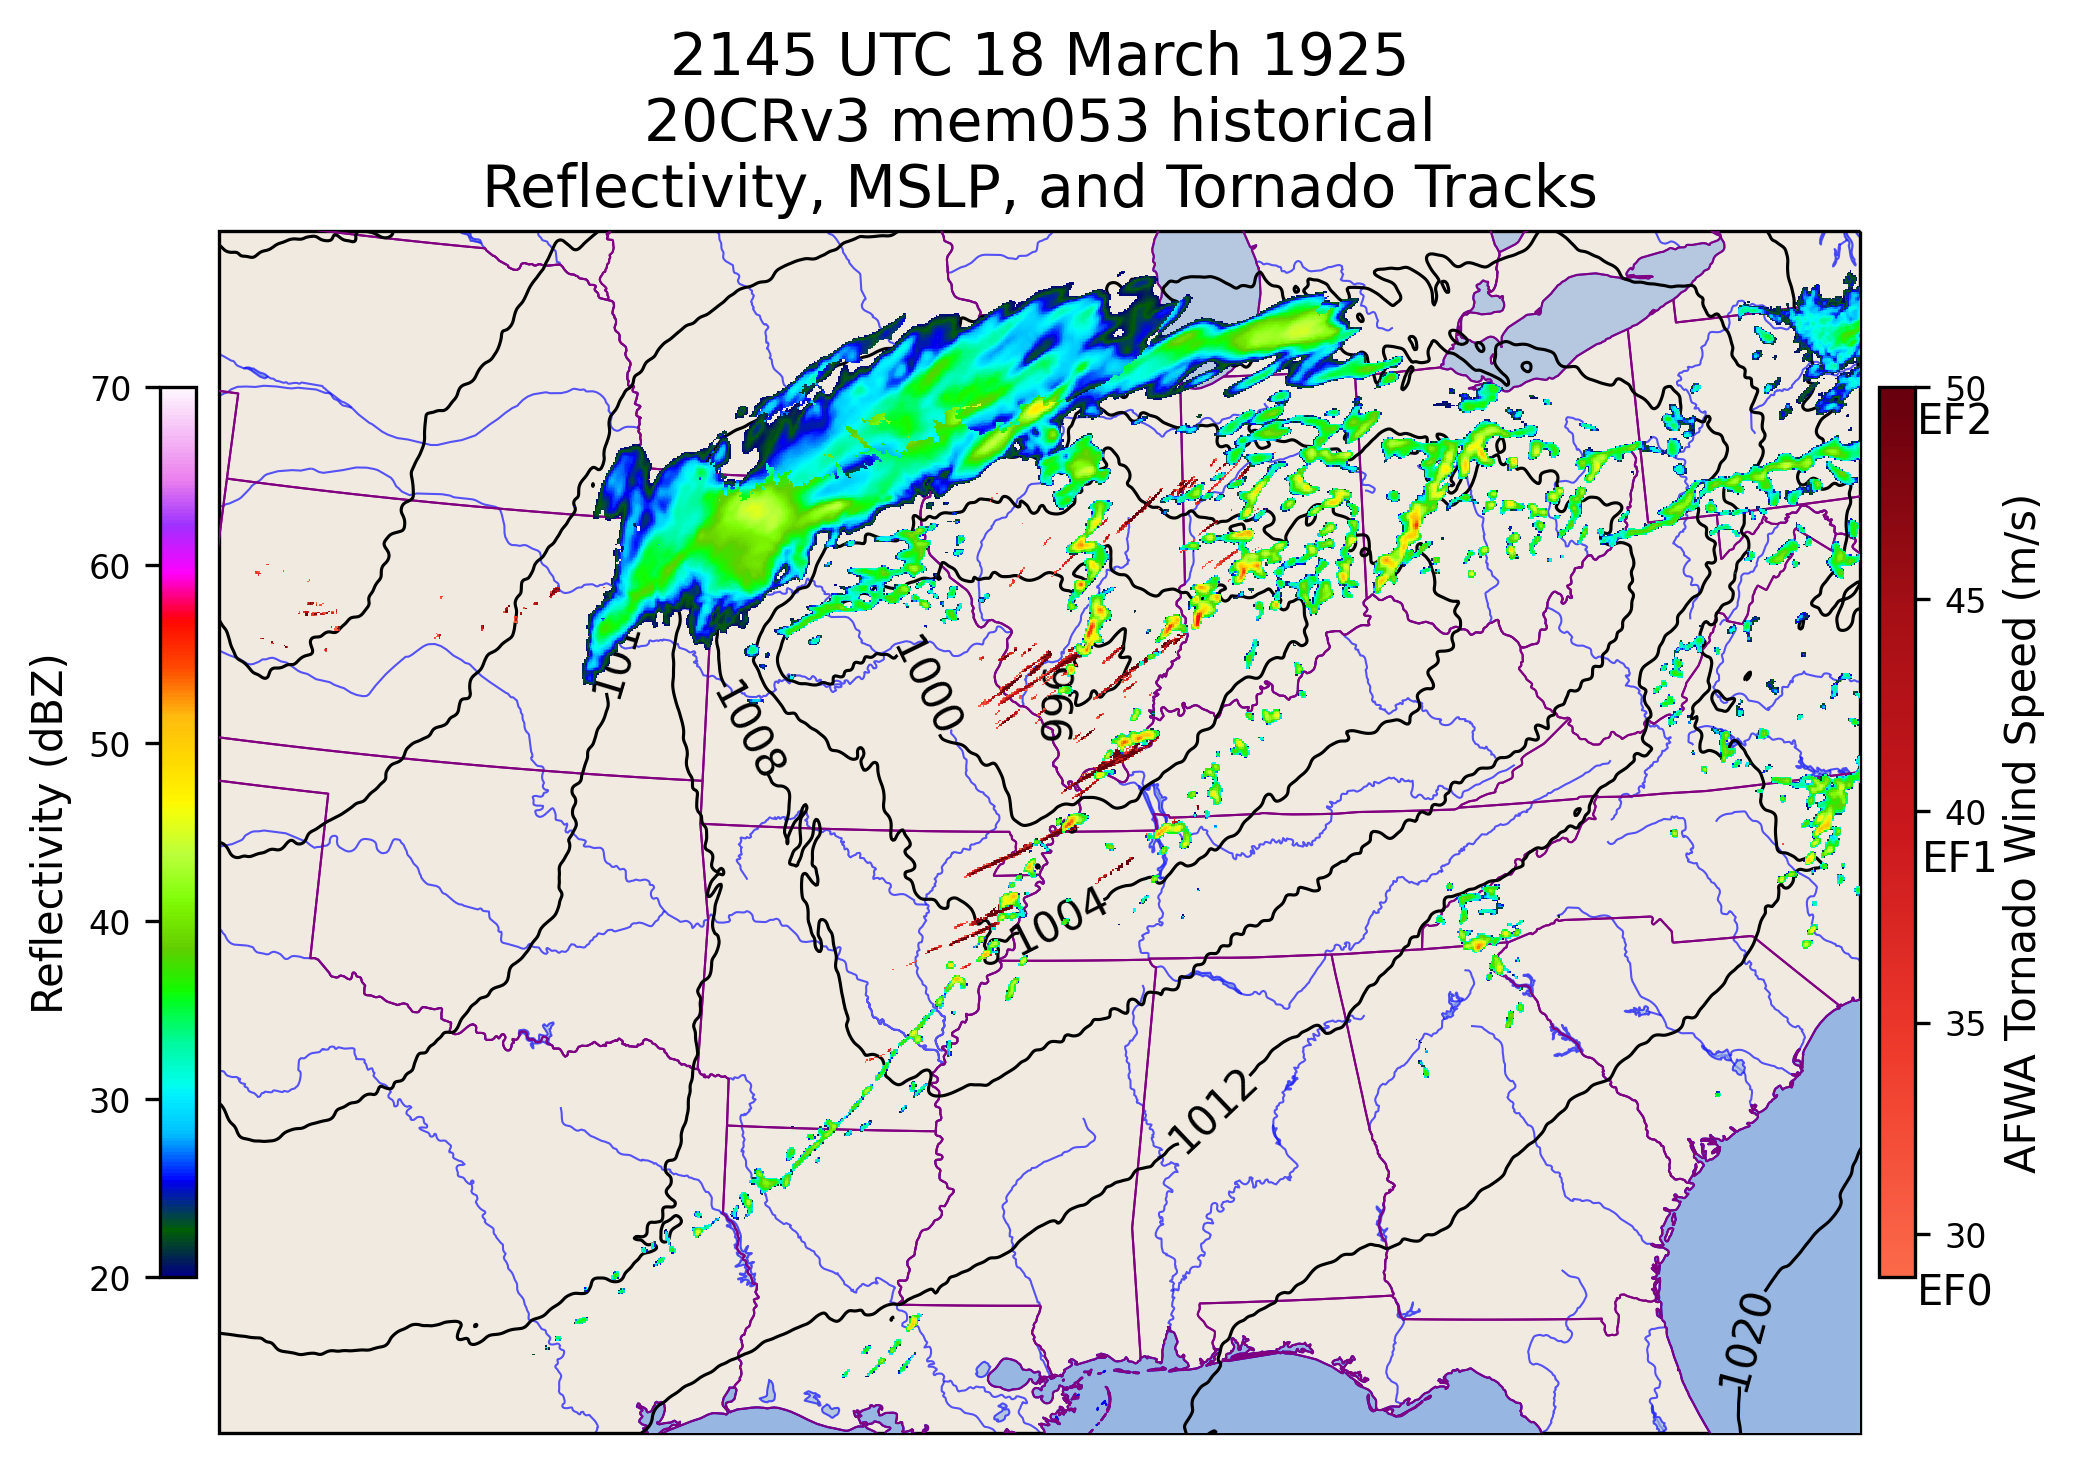 2145 UTC 18 March 1925
20CRv3 mem053 historical
Reflectivity, MSLP, and Tornado Tracks
Reflectivity (dBZ)
70
60
50
40
30
20
1008
1000
996
1004
1012
1020
50
EF2
45
40
EF1
35
30
EF0
AFWA Tornado Wind Speed (m/s)